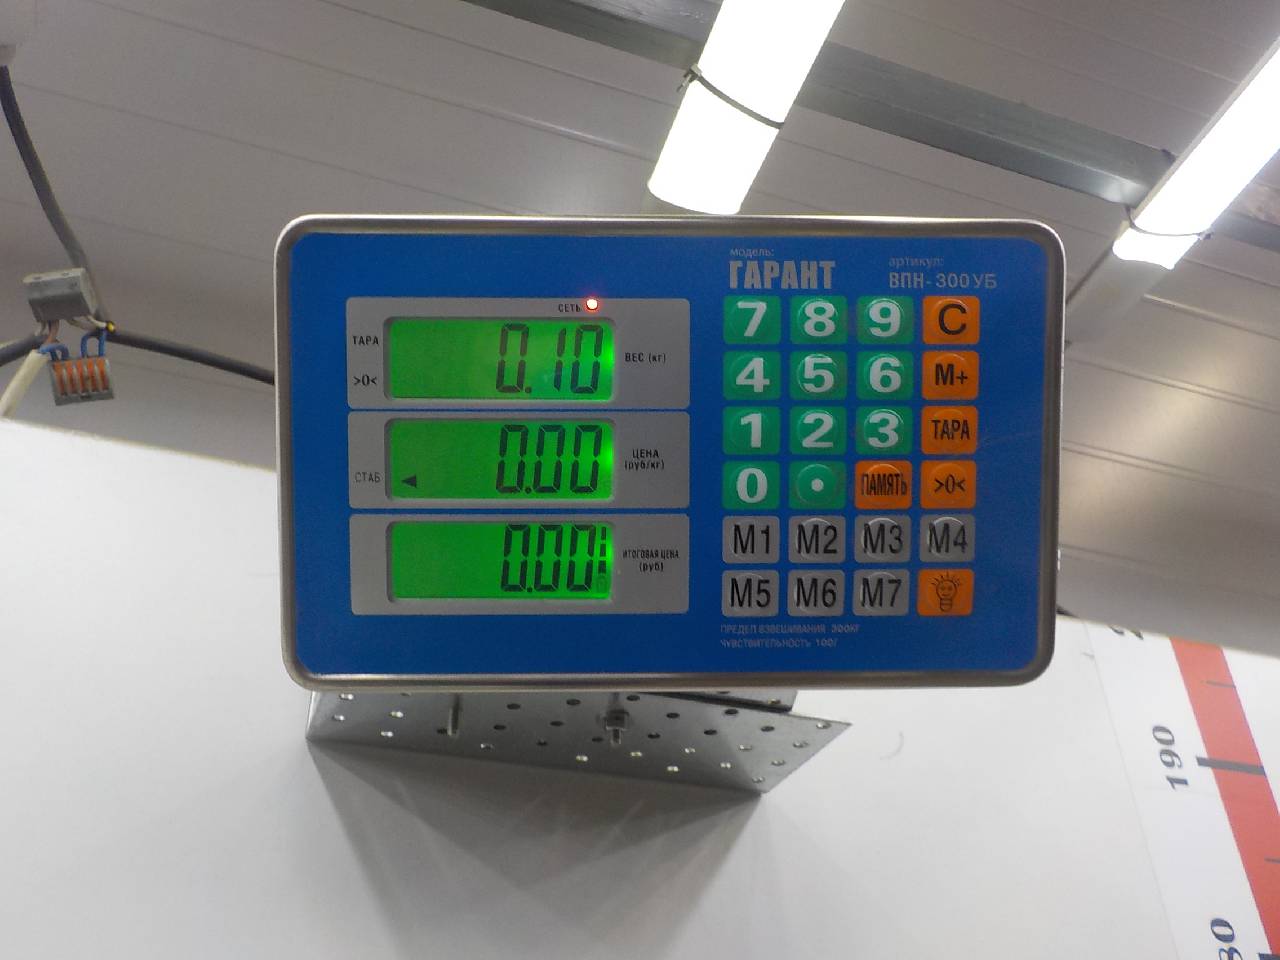 модель:
ГАРАНТ
артикул:
ВПН-300УБ
СЕТЬ
ТАРА
>0<
0.10
ВЕС (кг)
СТАБ
0.00
ЦЕНА
(руб/кг)
0.00
ИТОГОВАЯ ЦЕНА
(руб)
7 8 9 C
4 5 6 M+
1 2 3 ТАРА
0 . ПАМЯТЬ >0<
M1 M2 M3 M4
M5 M6 M7
ПРЕДЕЛ ВЗВЕШИВАНИЯ 300КГ
ЧУВСТВИТЕЛЬНОСТЬ 100Г
190